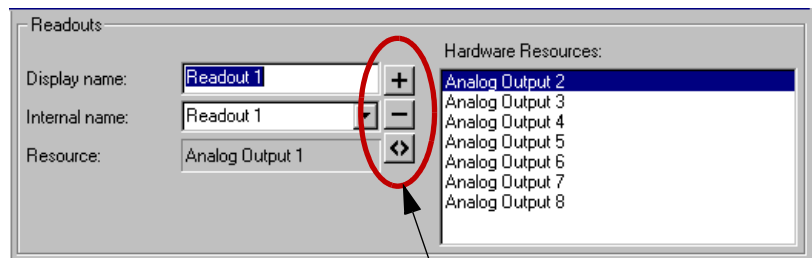 Readouts
Display name:
Readout 1
+
Internal name:
Readout 1
−
Resource:
Analog Output 1
<>
Hardware Resources:
Analog Output 2
Analog Output 3
Analog Output 4
Analog Output 5
Analog Output 6
Analog Output 7
Analog Output 8